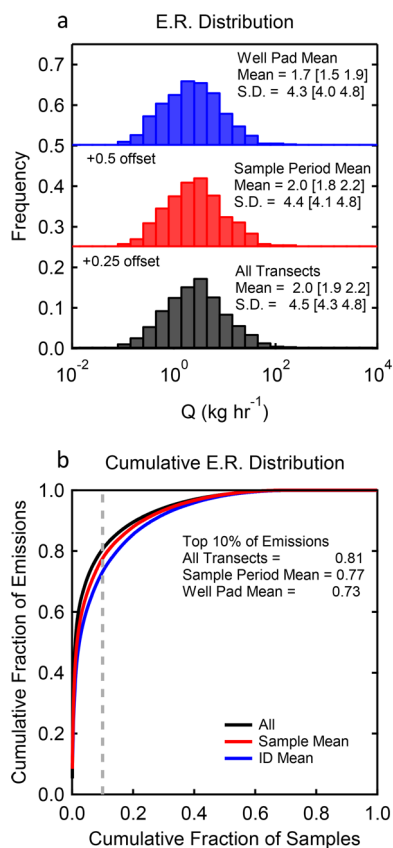 a
E.R. Distribution
0.7
0.6
0.5
0.4
0.3
0.2
0.1
0.0
Frequency
Well Pad Mean
Mean = 1.7 [1.5 1.9]
S.D. = 4.3 [4.0 4.8]
+0.5 offset
Sample Period Mean
Mean = 2.0 [1.8 2.2]
S.D. = 4.4 [4.1 4.8]
+0.25 offset
All Transects
Mean = 2.0 [1.9 2.2]
S.D. = 4.5 [4.3 4.8]
10⁻² 10⁰ 10² 10⁴
Q (kg hr⁻¹)
b
Cumulative E.R. Distribution
1.0
0.8
0.6
0.4
0.2
0.0
Cumulative Fraction of Emissions
Top 10% of Emissions
All Transects = 0.81
Sample Period Mean = 0.77
Well Pad Mean = 0.73
All
Sample Mean
ID Mean
0.0 0.2 0.4 0.6 0.8 1.0
Cumulative Fraction of Samples